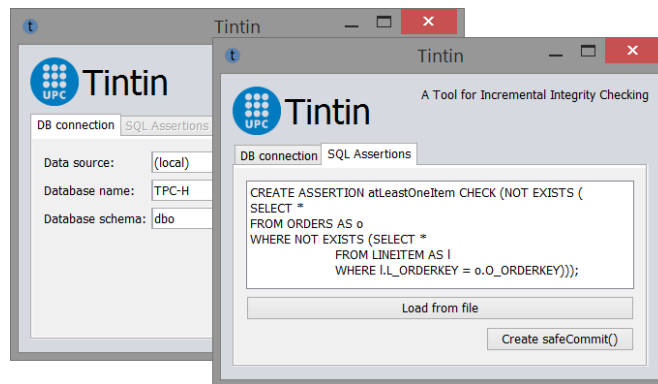 Tintin
UPC
Tintin
DB connection
SQL Assertions
Data source:
(local)
Database name:
TPC-H
Database schema:
dbo
Tintin
UPC
Tintin
A Tool for Incremental Integrity Checking
DB connection
SQL Assertions
CREATE ASSERTION atLeastOneItem CHECK (NOT EXISTS (
SELECT *
FROM ORDERS AS o
WHERE NOT EXISTS (SELECT *
FROM LINEITEM AS l
WHERE l.L_ORDERKEY = o.O_ORDERKEY)));
Load from file
Create safeCommit()